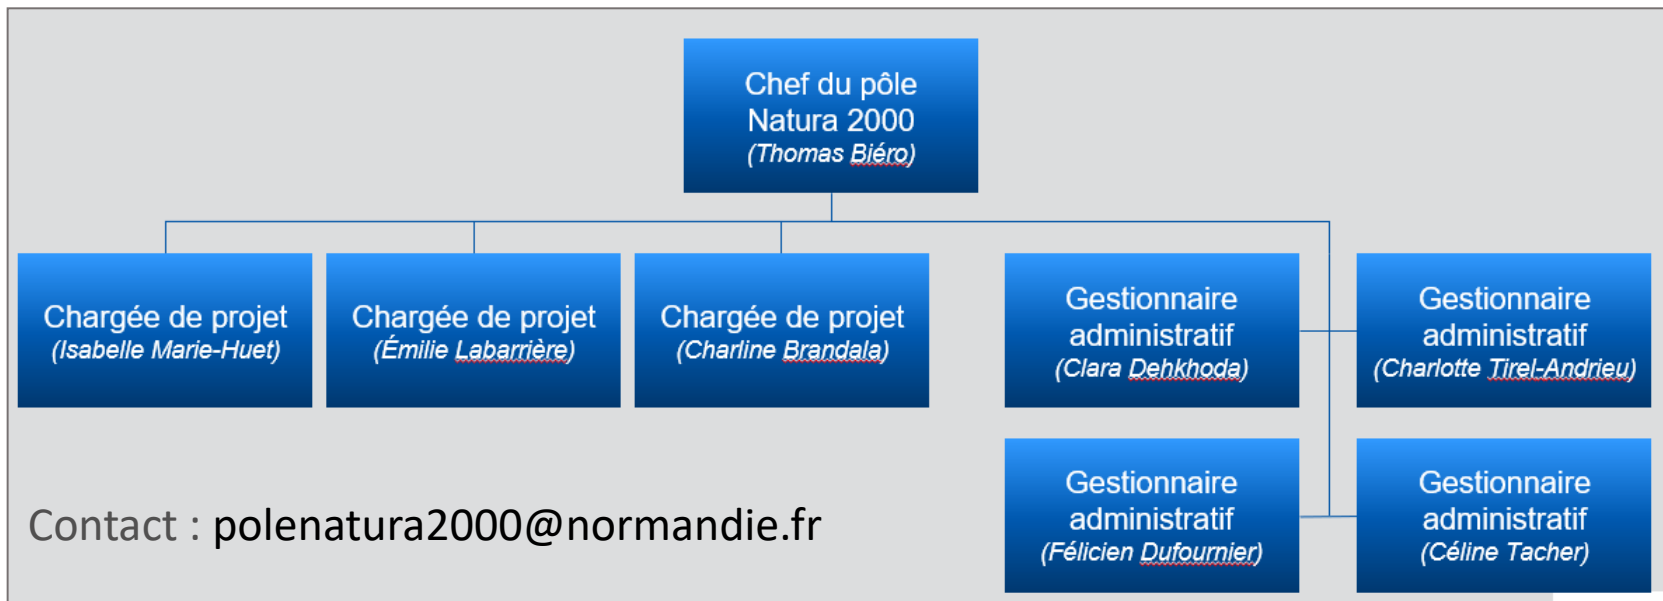 Chef du pôle
Natura 2000
(Thomas Biéro)
Chargée de projet
(Isabelle Marie-Huet)
Chargée de projet
(Émilie Labarrière)
Chargée de projet
(Charline Brandala)
Gestionnaire
administratif
(Clara Dehkhoda)
Gestionnaire
administratif
(Charlotte Tirel-Andrieu)
Gestionnaire
administratif
(Félicien Dufournier)
Gestionnaire
administratif
(Céline Tacher)
Contact : polenatura2000@normandie.fr